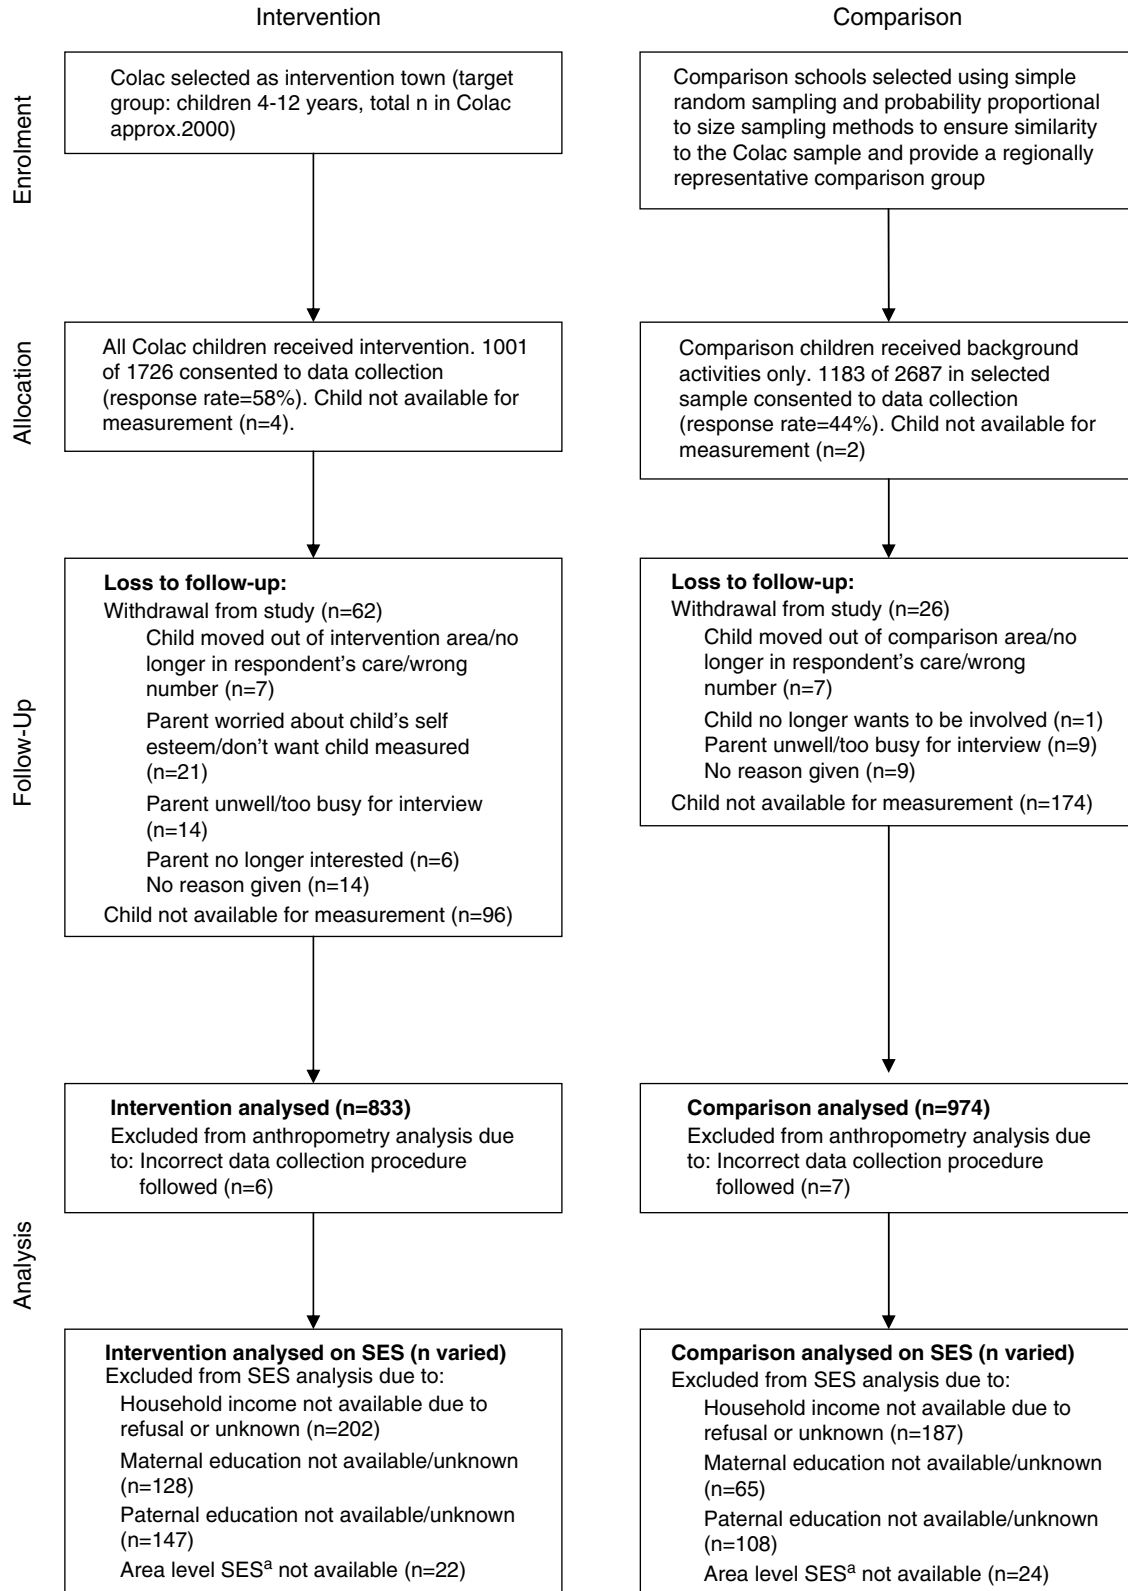 Intervention
Comparison
Enrolment
Colac selected as intervention town (target
group: children 4-12 years, total n in Colac
approx.2000)
Comparison schools selected using simple
random sampling and probability proportional
to size sampling methods to ensure similarity
to the Colac sample and provide a regionally
representative comparison group
Allocation
All Colac children received intervention. 1001
of 1726 consented to data collection
(response rate=58%). Child not available for
measurement (n=4).
Comparison children received background
activities only. 1183 of 2687 in selected
sample consented to data collection
(response rate=44%). Child not available for
measurement (n=2)
Follow-Up
Loss to follow-up:
Withdrawal from study (n=62)
Child moved out of intervention area/no
longer in respondent's care/wrong
number (n=7)
Parent worried about child's self
esteem/don't want child measured
(n=21)
Parent unwell/too busy for interview
(n=14)
Parent no longer interested (n=6)
No reason given (n=14)
Child not available for measurement (n=96)
Loss to follow-up:
Withdrawal from study (n=26)
Child moved out of comparison area/no
longer in respondent's care/wrong
number (n=7)
Child no longer wants to be involved (n=1)
Parent unwell/too busy for interview (n=9)
No reason given (n=9)
Child not available for measurement (n=174)
Analysis
Intervention analysed (n=833)
Excluded from anthropometry analysis due
to: Incorrect data collection procedure
followed (n=6)
Comparison analysed (n=974)
Excluded from anthropometry analysis due
to: Incorrect data collection procedure
followed (n=7)
Intervention analysed on SES (n varied)
Excluded from SES analysis due to:
Household income not available due to
refusal or unknown (n=202)
Maternal education not available/unknown
(n=128)
Paternal education not available/unknown
(n=147)
Area level SESᵃ not available (n=22)
Comparison analysed on SES (n varied)
Excluded from SES analysis due to:
Household income not available due to
refusal or unknown (n=187)
Maternal education not available/unknown
(n=65)
Paternal education not available/unknown
(n=108)
Area level SESᵃ not available (n=24)